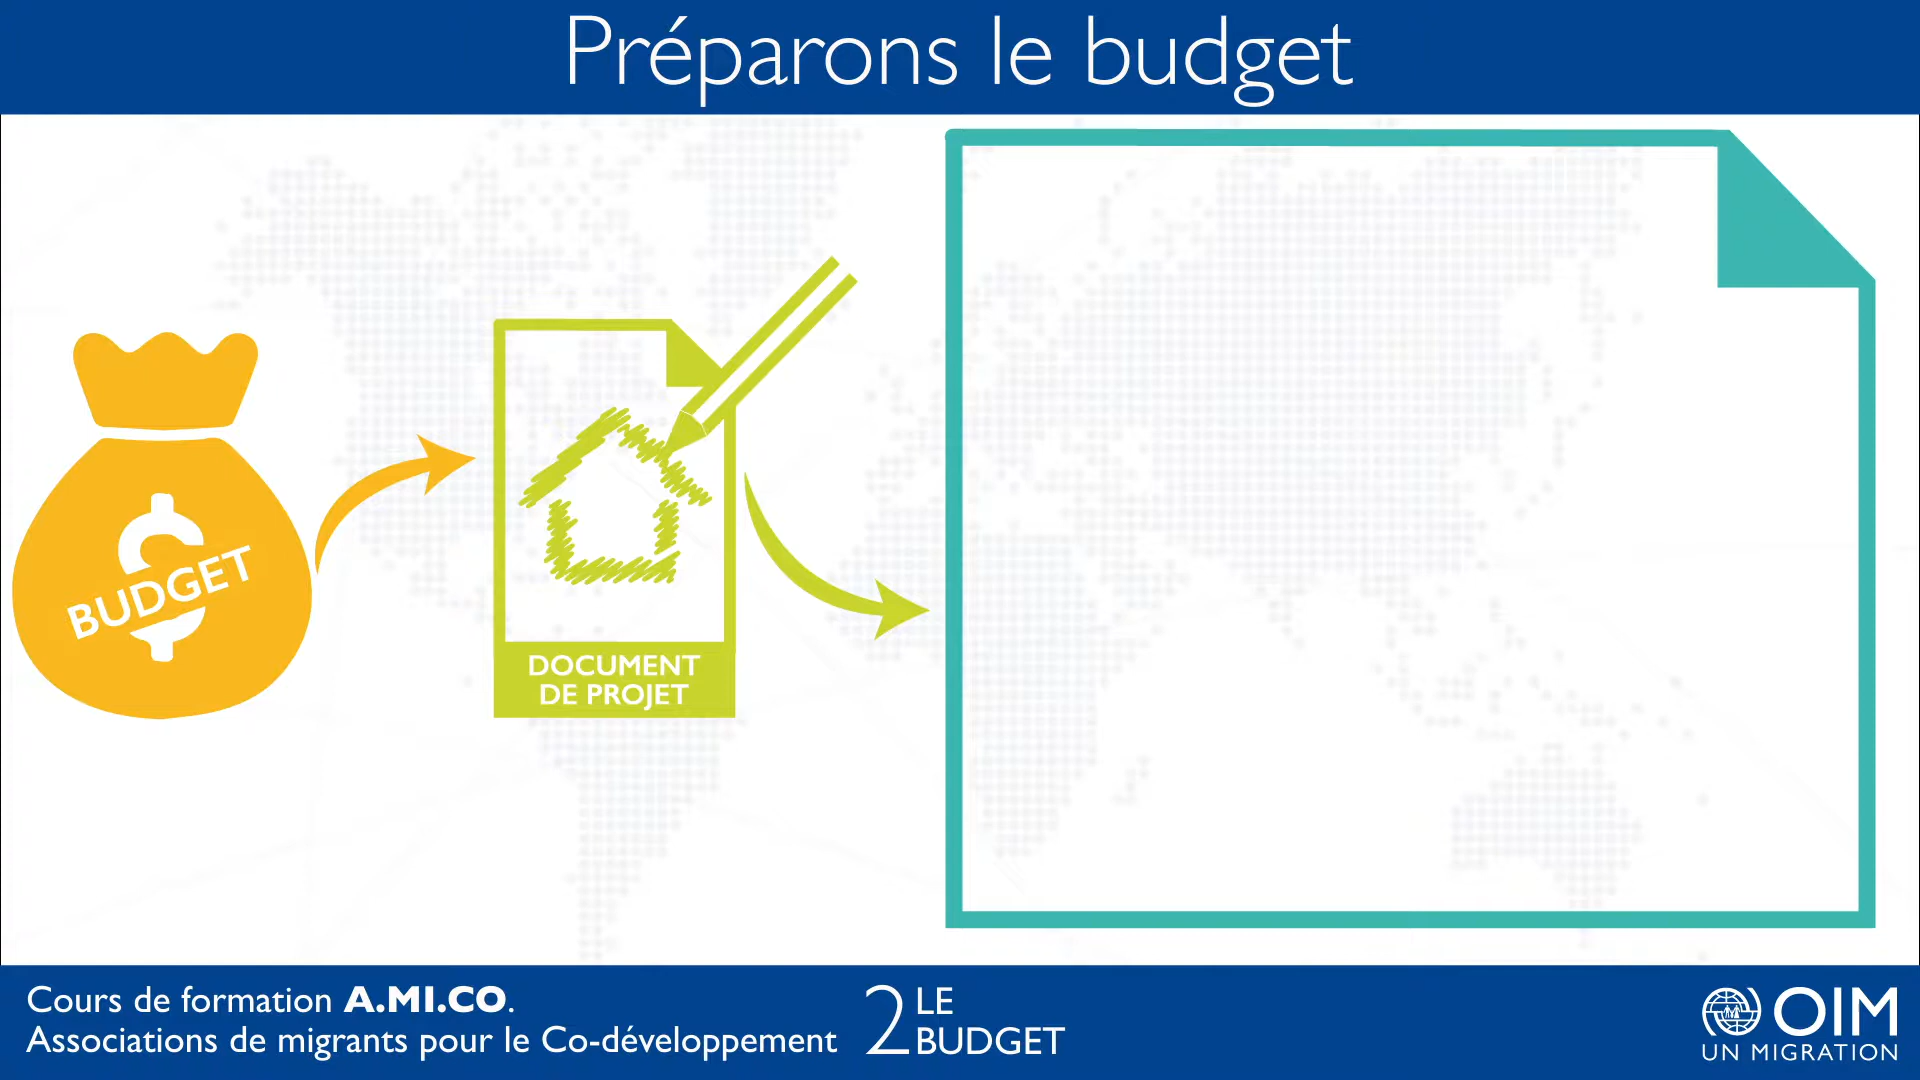 Préparons le budget
BUDGET
DOCUMENT
DE PROJET
Cours de formation A.MI.CO.
Associations de migrants pour le Co-développement
2 LE
BUDGET
OIM
UN MIGRATION